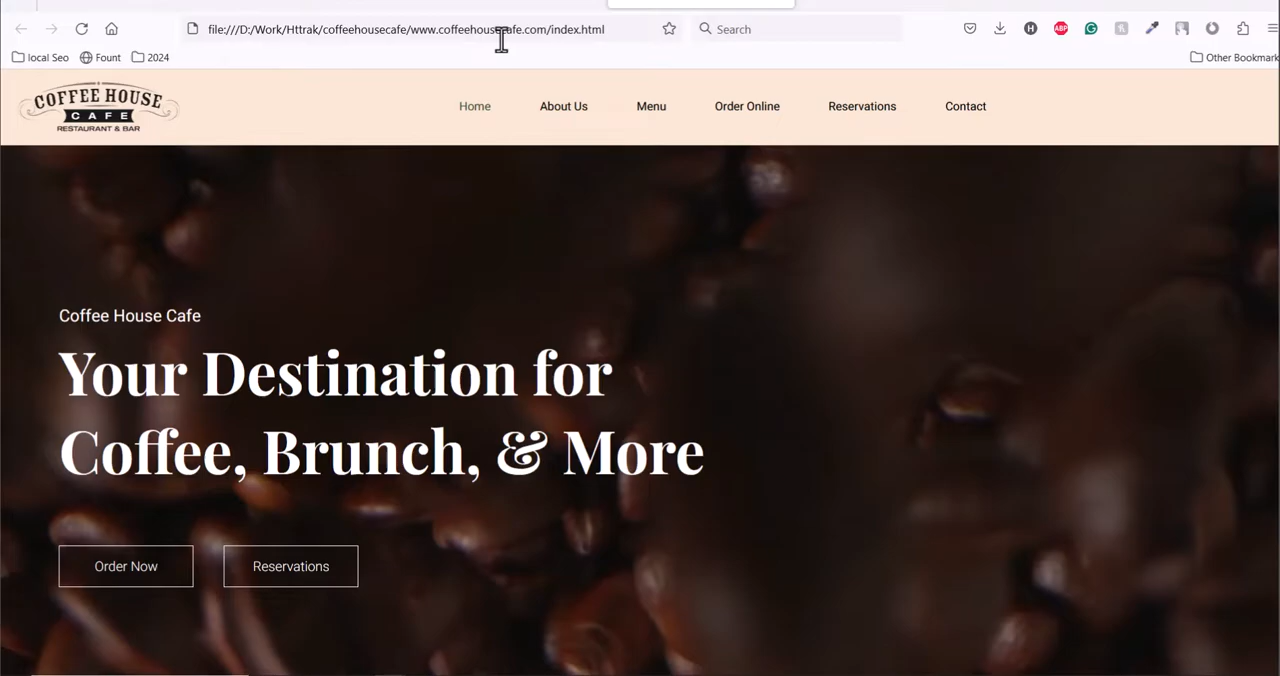 file:///D:/Work/Httrak/coffeehousecafe/www.coffeehousecafe.com/index.html
Search
ABP
local Seo
Fount
2024
Other Bookmark
COFFEE HOUSE
CAFE
RESTAURANT & BAR
Home
About Us
Menu
Order Online
Reservations
Contact
Coffee House Cafe
Your Destination for
Coffee, Brunch, & More
Order Now
Reservations